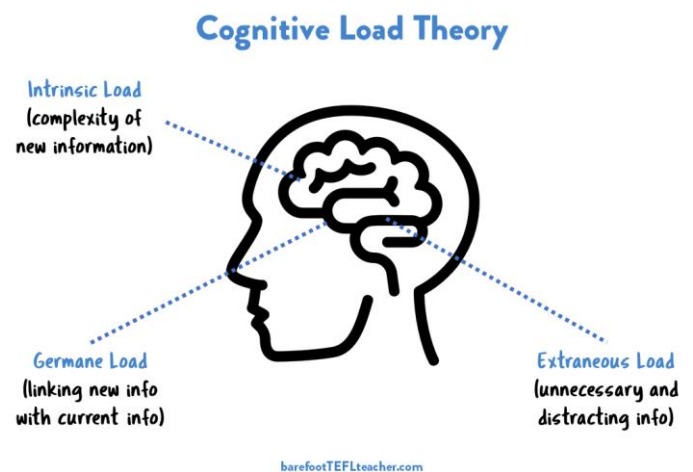 Cognitive Load Theory
Intrinsic Load
(complexity of
new information)
Germane Load
(linking new info
with current info)
Extraneous Load
(unnecessary and
distracting info)
barefootTEFLteacher.com